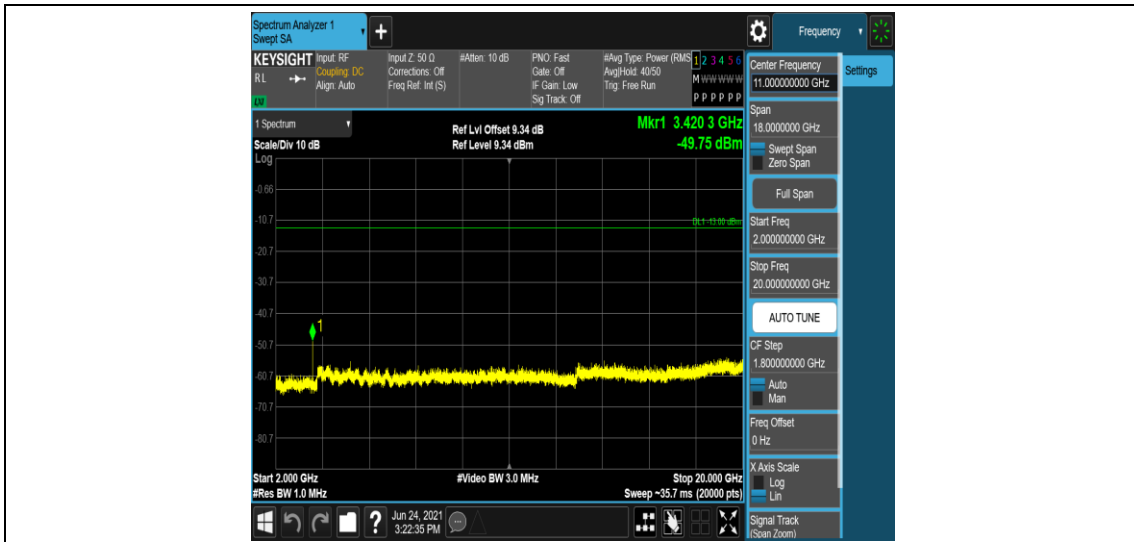 Spectrum Analyzer 1
Swept SA
Frequency
KEYSIGHT
RL
LXI
Input: RF
Coupling: DC
Align: Auto
Input Z: 50 Ω
Corrections: Off
Freq Ref: Int (S)
#Atten: 10 dB
PNO: Fast
Gate: Off
IF Gain: Low
Sig Track: Off
#Avg Type: Power (RMS
Avg|Hold: 40/50
Trig: Free Run
1 2 3 4 5 6
M W W W W W
P P P P P P
1 Spectrum
Scale/Div 10 dB
Log
Ref Lvl Offset 9.34 dB
Ref Level 9.34 dBm
Mkr1 3.420 3 GHz
-49.75 dBm
-0.66
-10.7
DL1 -13.00 dBm
-20.7
-30.7
-40.7
1
-50.7
-60.7
-70.7
-80.7
Start 2.000 GHz
#Res BW 1.0 MHz
#Video BW 3.0 MHz
Stop 20.000 GHz
Sweep ~35.7 ms (20000 pts)
Jun 24, 2021
3:22:35 PM
Center Frequency
11.000000000 GHz
Settings
Span
18.0000000 GHz
Swept Span
Zero Span
Full Span
Start Freq
2.000000000 GHz
Stop Freq
20.000000000 GHz
AUTO TUNE
CF Step
1.800000000 GHz
Auto
Man
Freq Offset
0 Hz
X Axis Scale
Log
Lin
Signal Track
(Span Zoom)